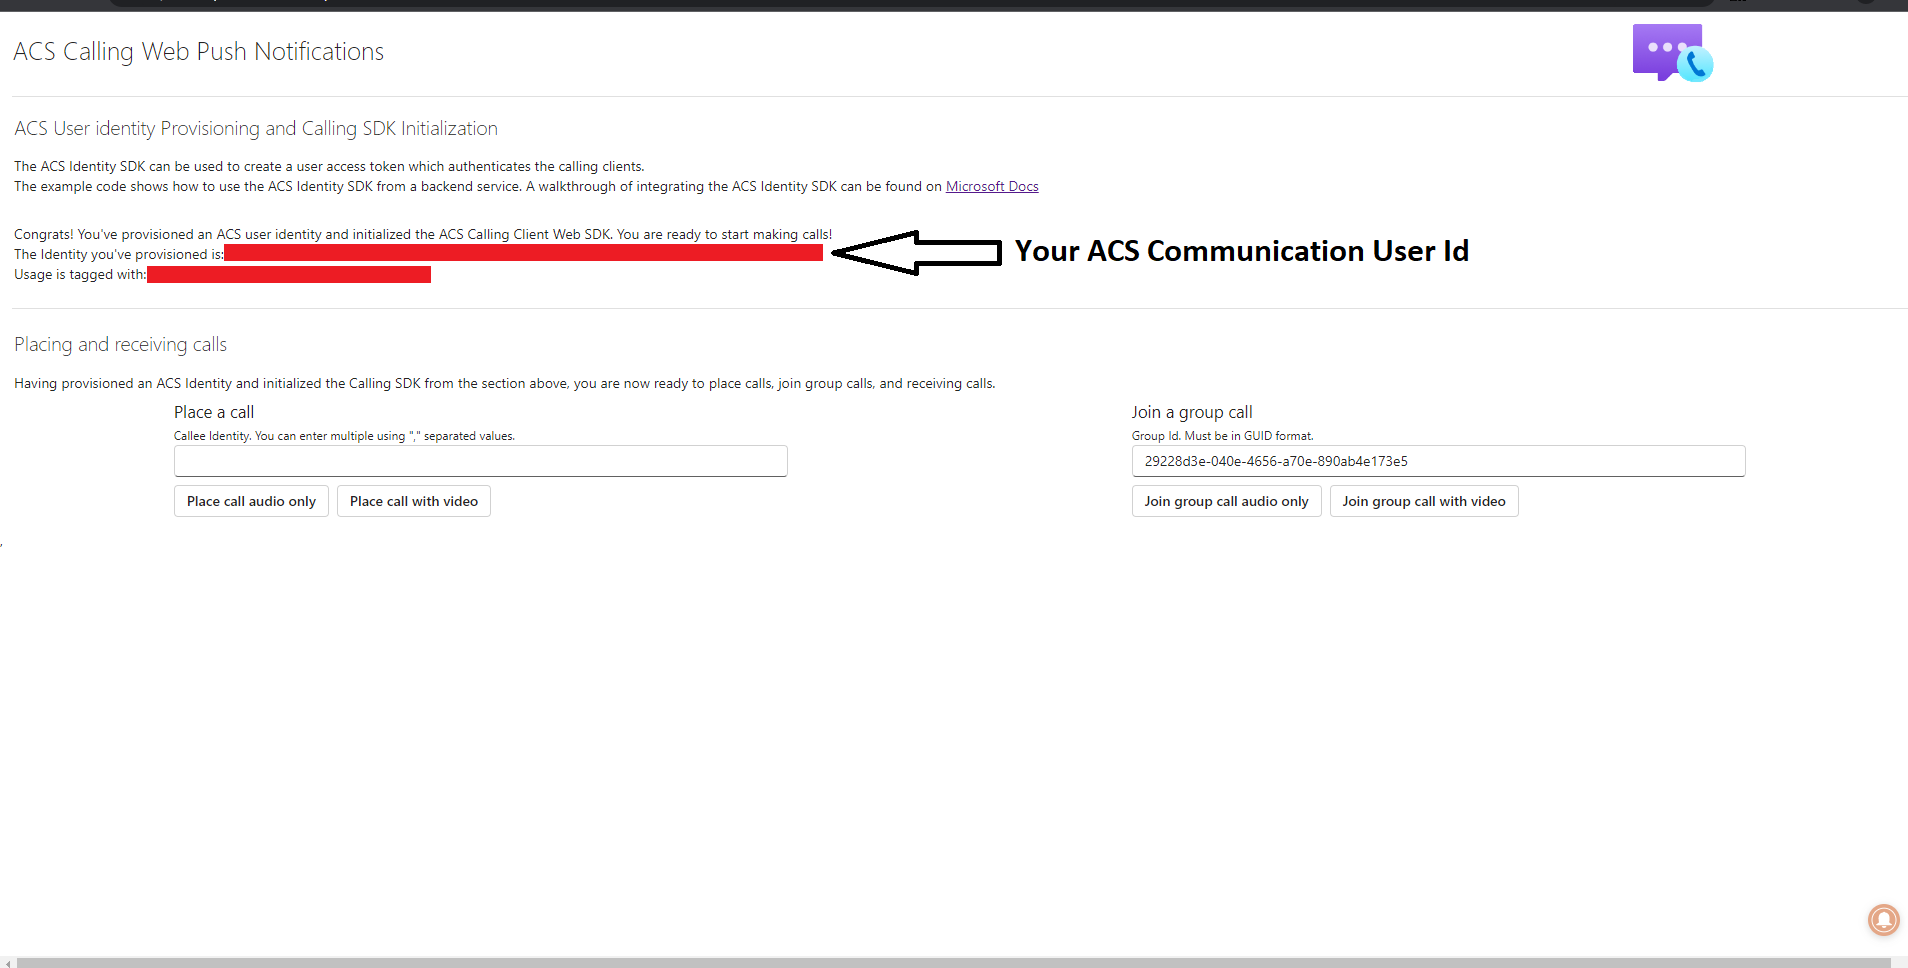 ACS Calling Web Push Notifications
ACS User identity Provisioning and Calling SDK Initialization
The ACS Identity SDK can be used to create a user access token which authenticates the calling clients.
The example code shows how to use the ACS Identity SDK from a backend service. A walkthrough of integrating the ACS Identity SDK can be found on Microsoft Docs
Congrats! You've provisioned an ACS user identity and initialized the ACS Calling Client Web SDK. You are ready to start making calls!
The Identity you've provisioned is:
Your ACS Communication User Id
Usage is tagged with:
Placing and receiving calls
Having provisioned an ACS Identity and initialized the Calling SDK from the section above, you are now ready to place calls, join group calls, and receiving calls.
Place a call
Callee Identity. You can enter multiple using "," separated values.
Place call audio only
Place call with video
Join a group call
Group Id. Must be in GUID format.
29228d3e-040e-4656-a70e-890ab4e173e5
Join group call audio only
Join group call with video
,